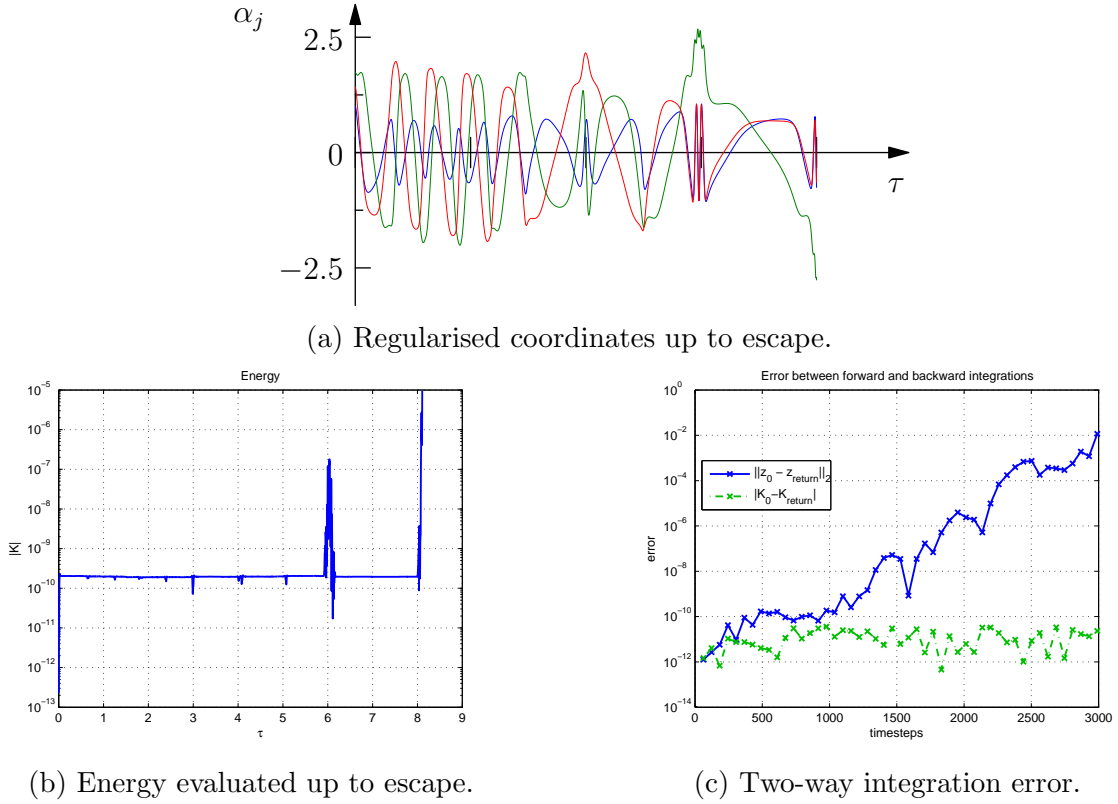 α_j
2.5
0
−2.5
τ
(a) Regularised coordinates up to escape.
Energy
|K|
10^−5
10^−6
10^−7
10^−8
10^−9
10^−10
10^−11
10^−12
10^−13
0 1 2 3 4 5 6 7 8 9
τ
(b) Energy evaluated up to escape.
Error between forward and backward integrations
error
10^0
10^−2
10^−4
10^−6
10^−8
10^−10
10^−12
10^−14
||z_0 − z_return||_2
|K_0−K_return|
0 500 1000 1500 2000 2500 3000
timesteps
(c) Two-way integration error.